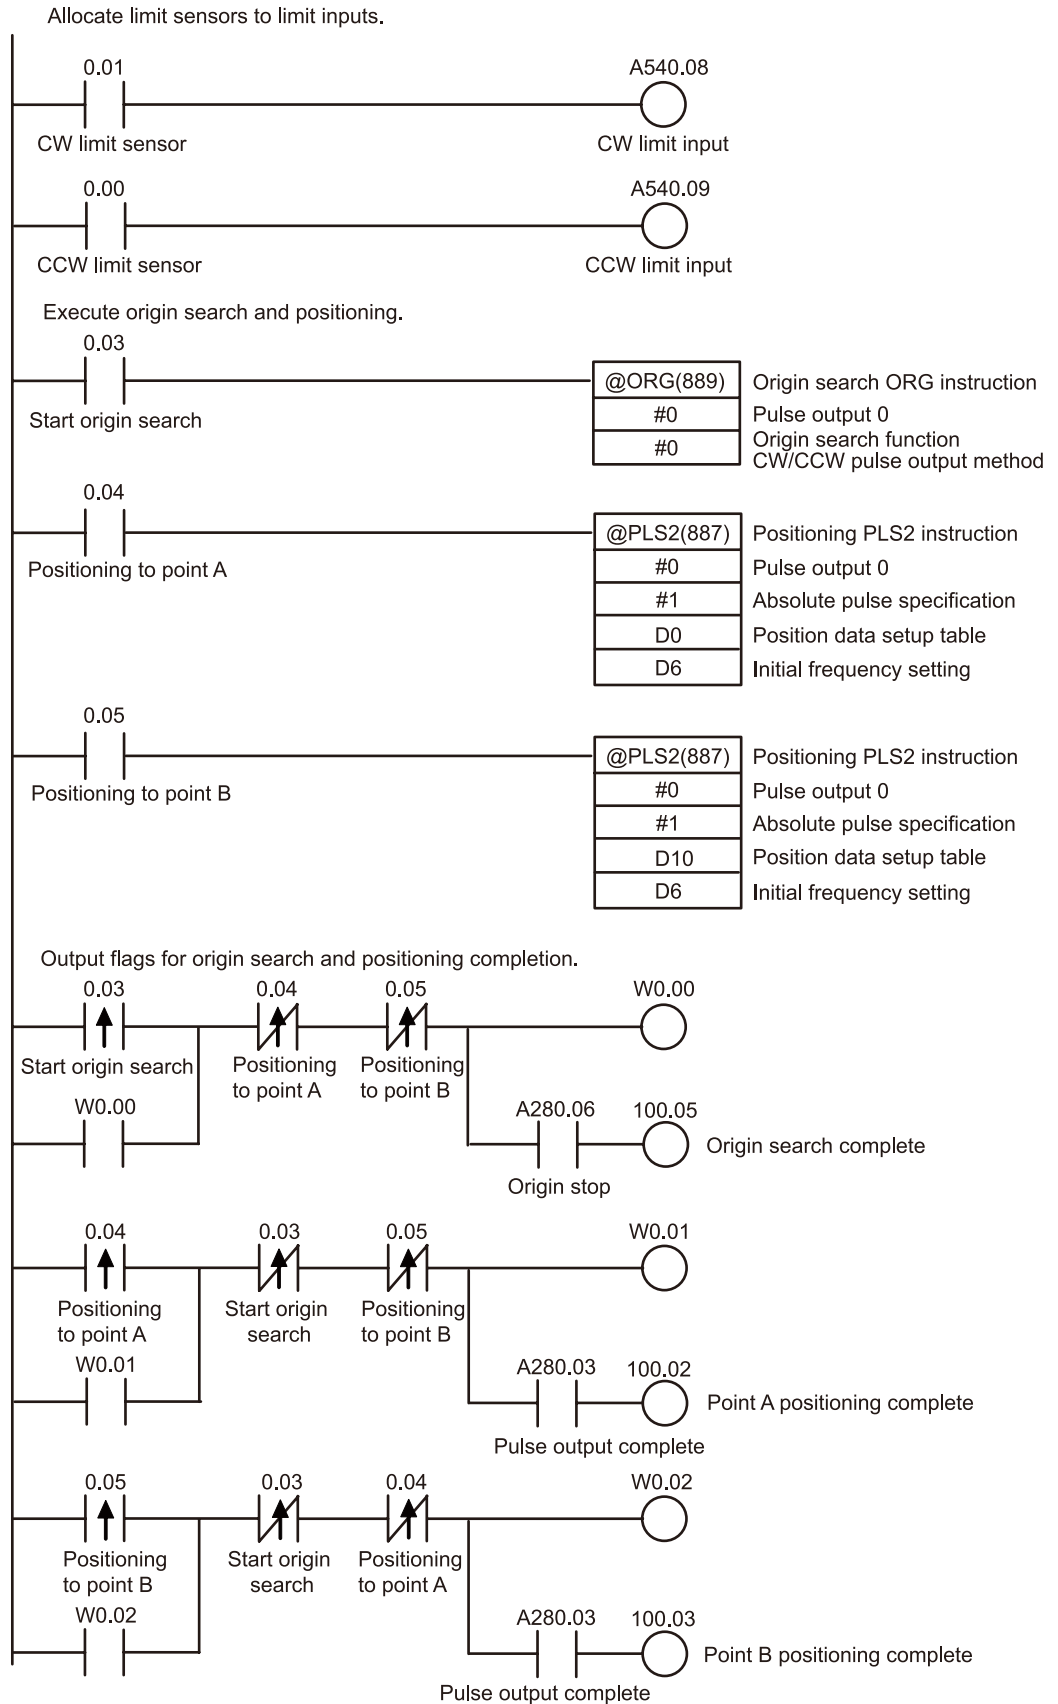 Allocate limit sensors to limit inputs.
0.01 A540.08
CW limit sensor CW limit input
0.00 A540.09
CCW limit sensor CCW limit input
Execute origin search and positioning.
0.03
@ORG(889) Origin search ORG instruction
Start origin search
#0 Pulse output 0
#0 Origin search function
CW/CCW pulse output method
0.04
@PLS2(887) Positioning PLS2 instruction
Positioning to point A
#0 Pulse output 0
#1 Absolute pulse specification
D0 Position data setup table
D6 Initial frequency setting
0.05
@PLS2(887) Positioning PLS2 instruction
Positioning to point B
#0 Pulse output 0
#1 Absolute pulse specification
D10 Position data setup table
D6 Initial frequency setting
Output flags for origin search and positioning completion.
0.03 0.04 0.05 W0.00
Start origin search
Positioning
to point A
Positioning
to point B
W0.00 A280.06 100.05
Origin search complete
Origin stop
0.04 0.03 0.05 W0.01
Positioning
to point A
Start origin
search
Positioning
to point B
W0.01 A280.03 100.02
Point A positioning complete
Pulse output complete
0.05 0.03 0.04 W0.02
Positioning
to point B
Start origin
search
Positioning
to point A
W0.02 A280.03 100.03
Point B positioning complete
Pulse output complete